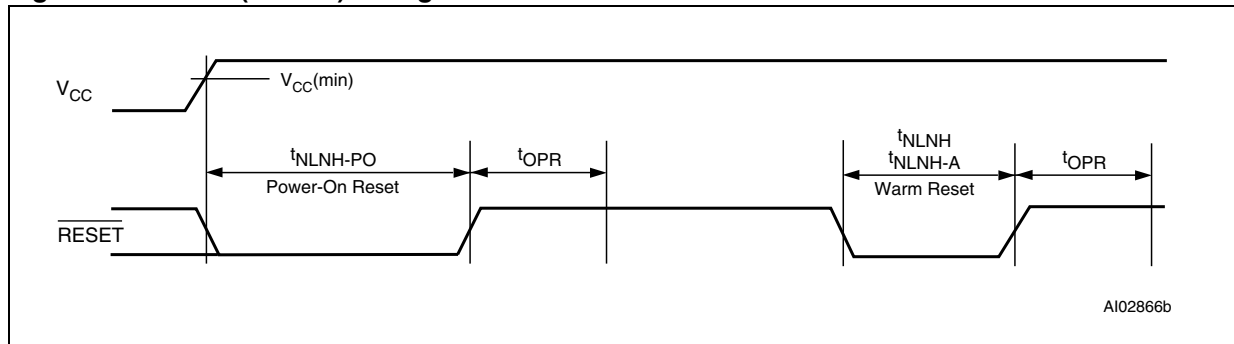 V_CC
V_CC(min)
t_NLNH-PO
Power-On Reset
t_OPR
t_NLNH
t_NLNH-A
Warm Reset
t_OPR
RESET
AI02866b